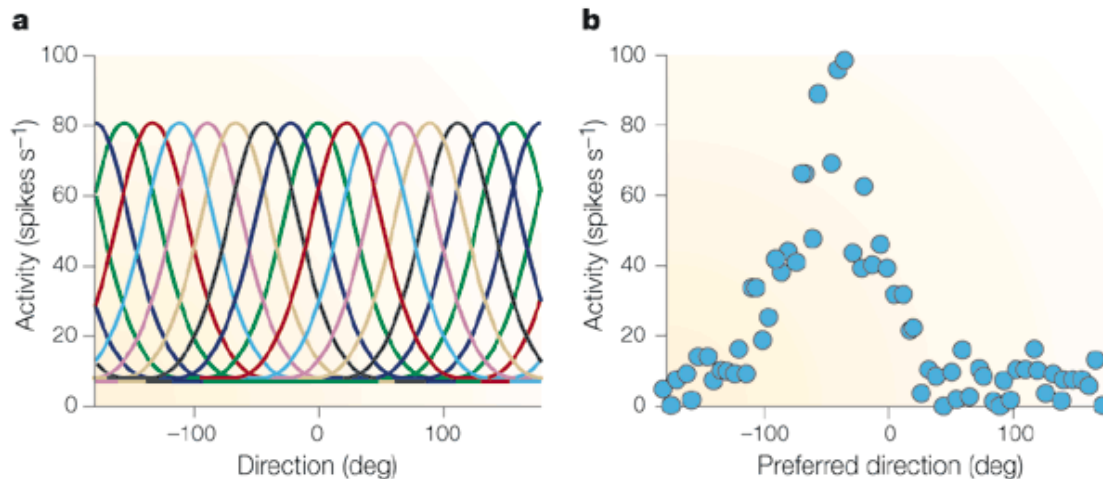 a
100
80
60
40
20
0
Activity (spikes s⁻¹)
−100 0 100
Direction (deg)
b
100
80
60
40
20
0
Activity (spikes s⁻¹)
−100 0 100
Preferred direction (deg)